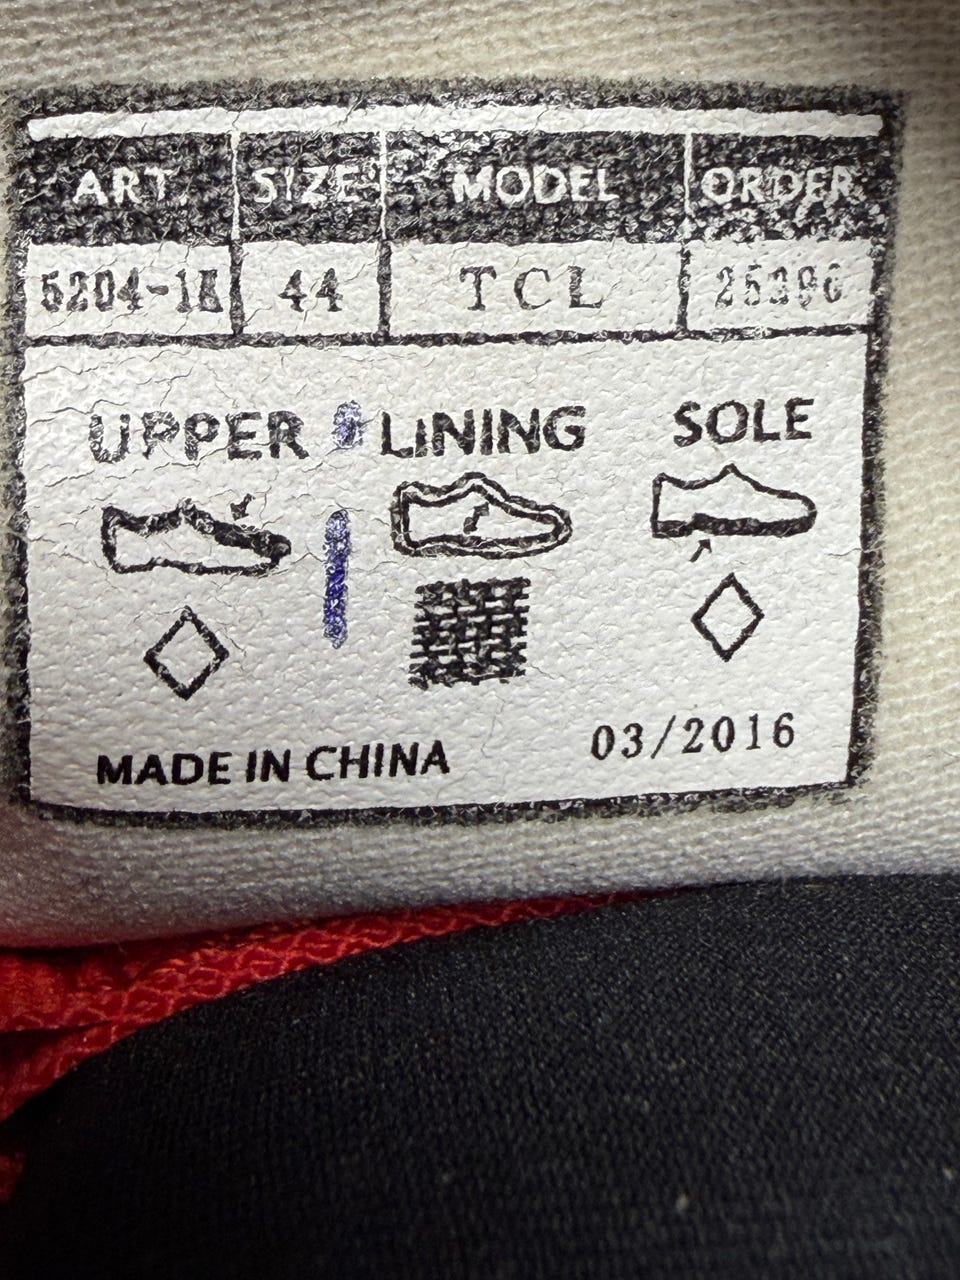 ART. SIZE MODEL ORDER
44 TCL
UPPER LINING SOLE
MADE IN CHINA 03/2016